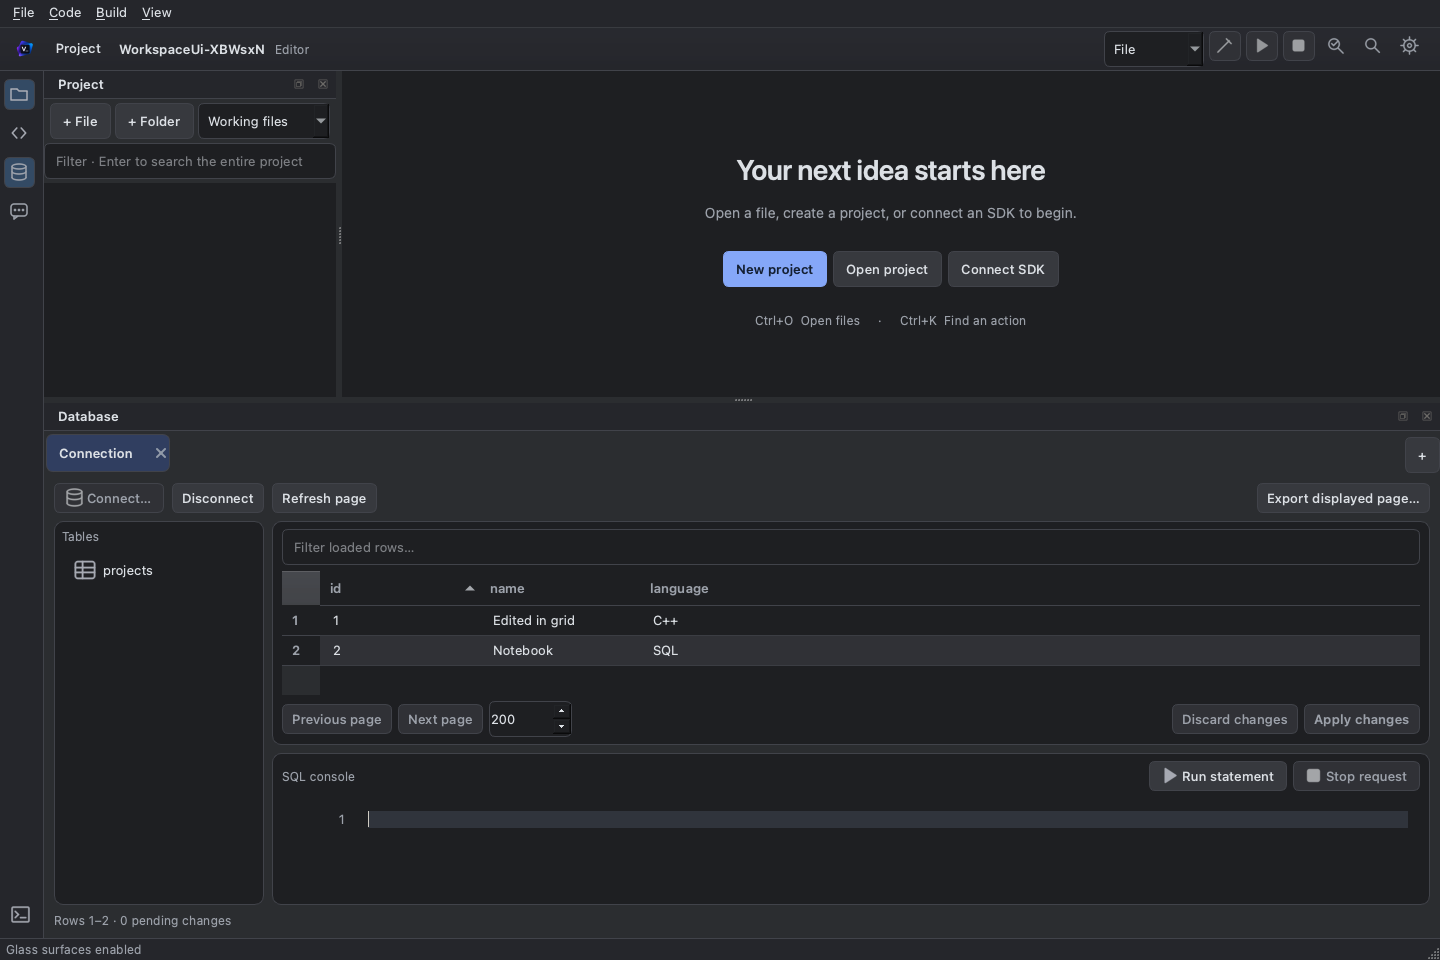 File Code Build View
Project WorkspaceUi-XBWsxN Editor File
Project
+ File + Folder Working files
Filter · Enter to search the entire project
Your next idea starts here
Open a file, create a project, or connect an SDK to begin.
New project Open project Connect SDK
Ctrl+O Open files · Ctrl+K Find an action
Database
Connection
+
Connect... Disconnect Refresh page Export displayed page...
Tables
projects
Filter loaded rows...
id name language
1 1 Edited in grid C++
2 2 Notebook SQL
Previous page Next page 200 Discard changes Apply changes
SQL console Run statement Stop request
1
Rows 1–2 · 0 pending changes
Glass surfaces enabled